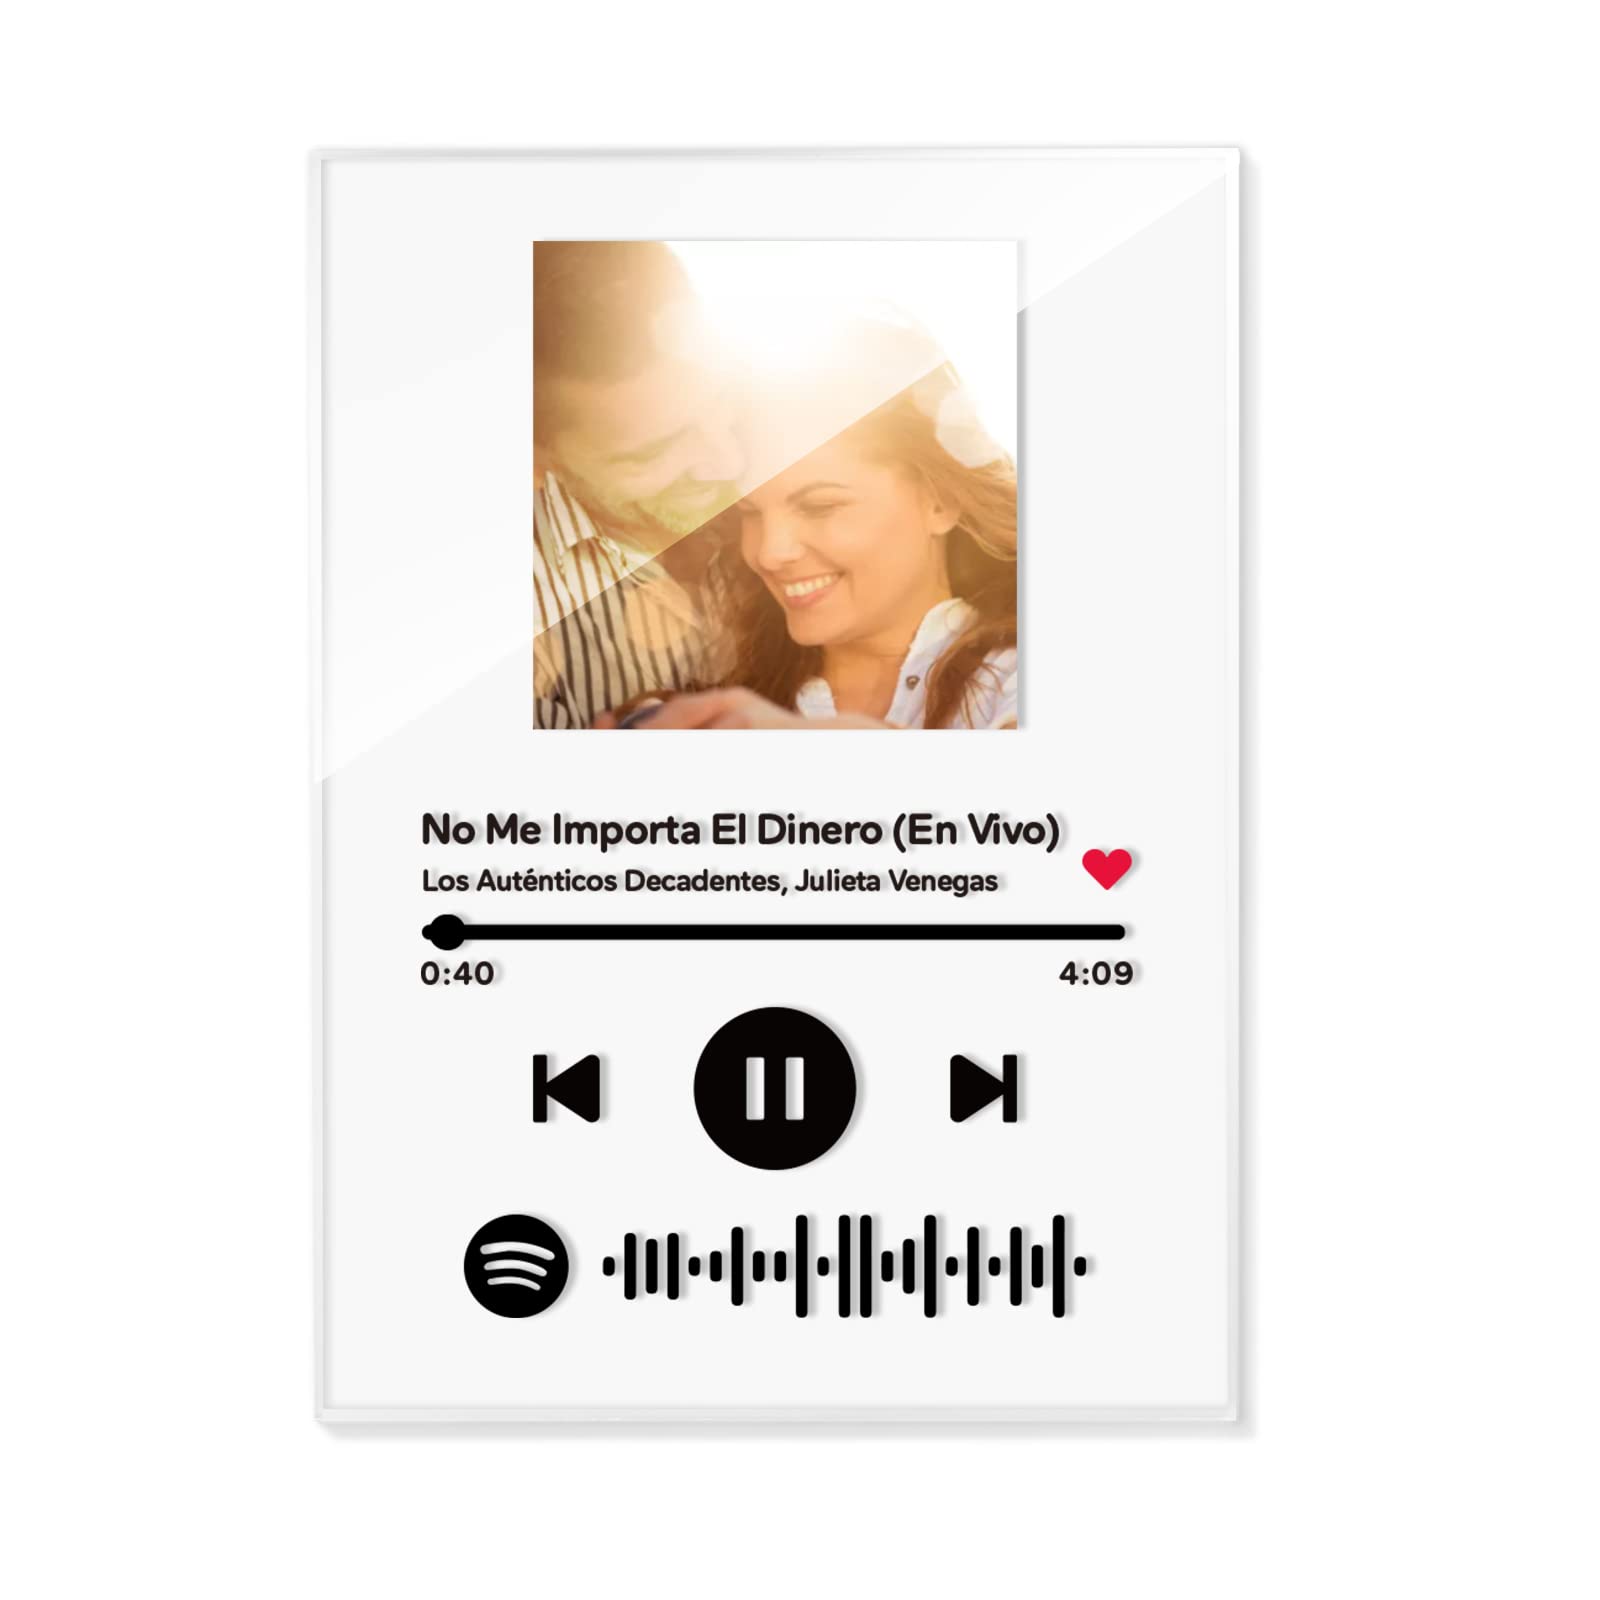 No Me Importa El Dinero (En Vivo)
Los Auténticos Decadentes, Julieta Venegas
0:40
4:09